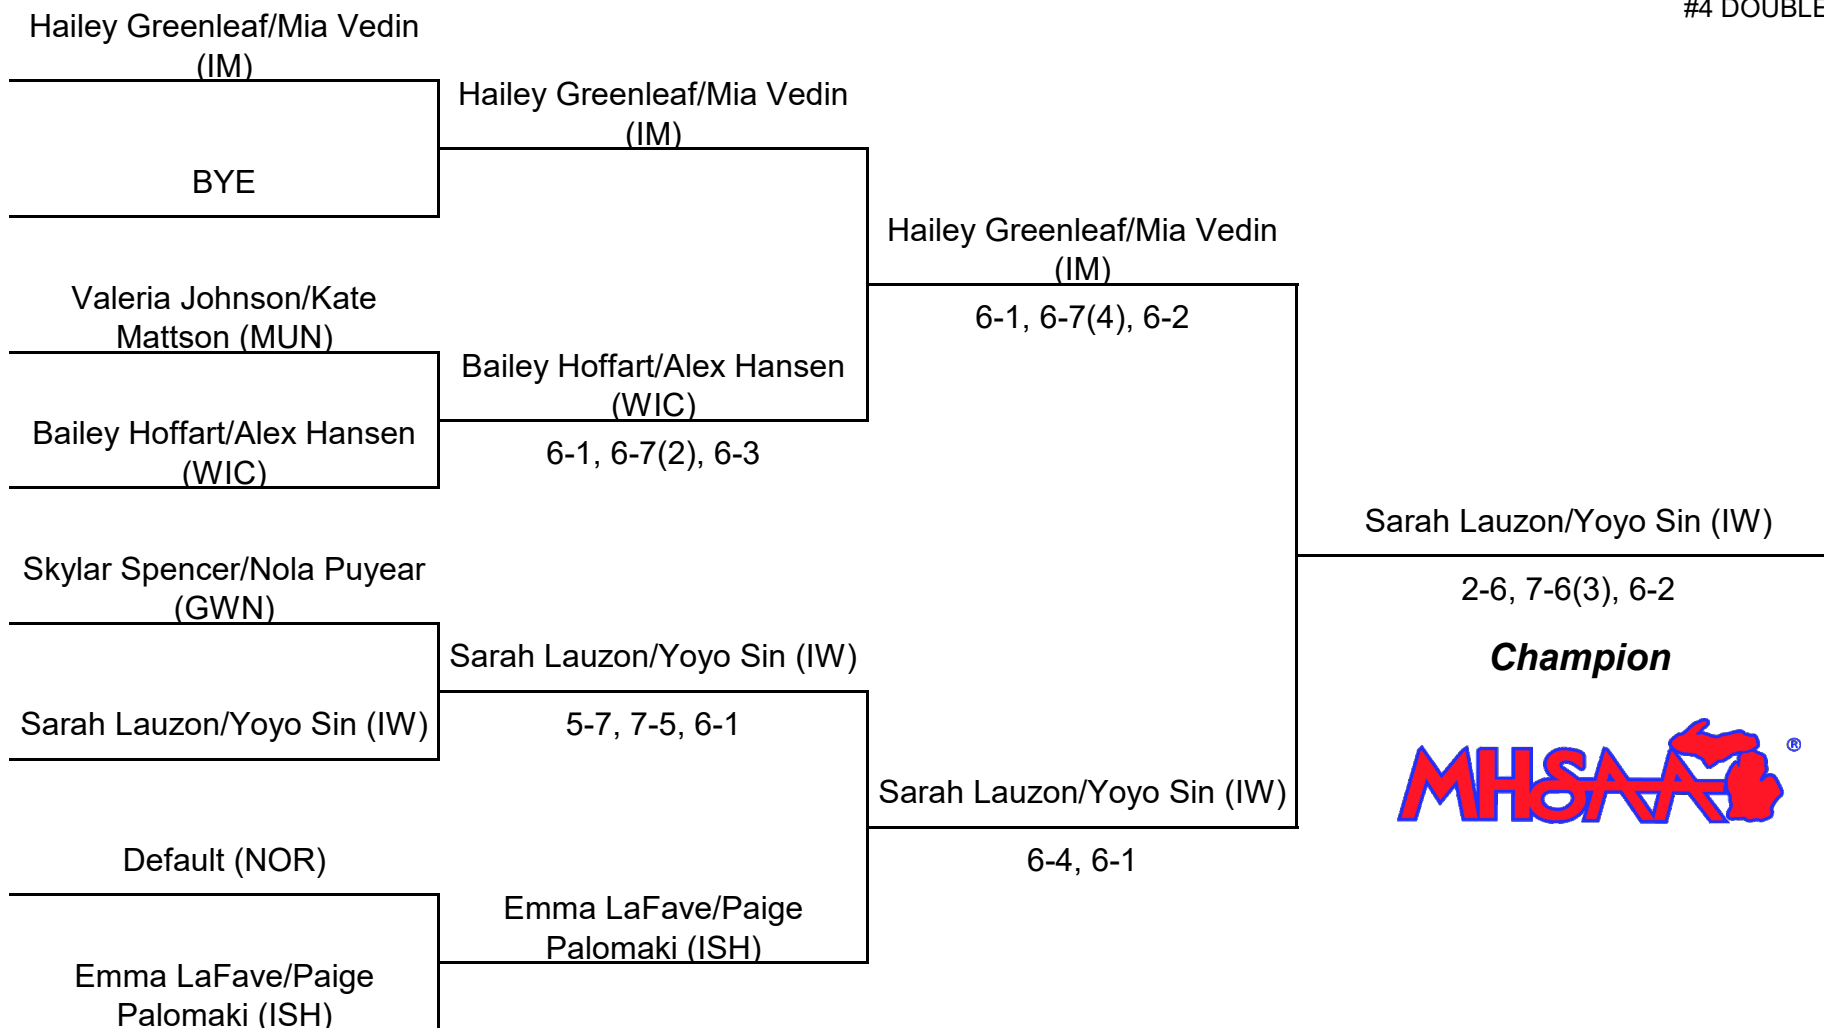 #4 DOUBLE
Hailey Greenleaf/Mia Vedin
(IM)
BYE
Valeria Johnson/Kate
Mattson (MUN)
Bailey Hoffart/Alex Hansen
(WIC)
Skylar Spencer/Nola Puyear
(GWN)
Sarah Lauzon/Yoyo Sin (IW)
Default (NOR)
Emma LaFave/Paige
Palomaki (ISH)
Hailey Greenleaf/Mia Vedin
(IM)
Bailey Hoffart/Alex Hansen
(WIC)
6-1, 6-7(2), 6-3
Sarah Lauzon/Yoyo Sin (IW)
5-7, 7-5, 6-1
Emma LaFave/Paige
Palomaki (ISH)
Hailey Greenleaf/Mia Vedin
(IM)
6-1, 6-7(4), 6-2
Sarah Lauzon/Yoyo Sin (IW)
6-4, 6-1
Sarah Lauzon/Yoyo Sin (IW)
2-6, 7-6(3), 6-2
Champion
MHSAA ®